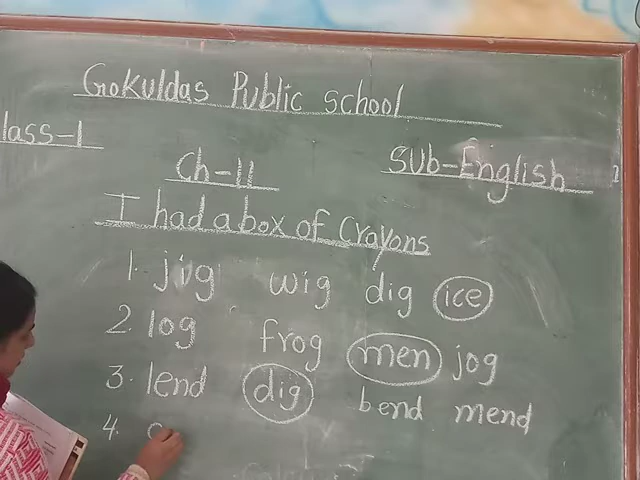 Gokuldas Public School
lass-1
Ch-11
Sub-English
I had a box of Crayons
1. jug wig dig ice
2. log frog men jog
3. lend dig bend mend
4.